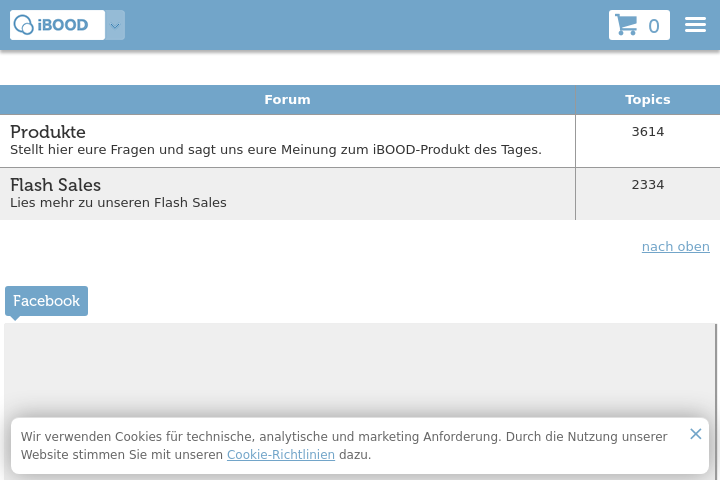 iBOOD
0
Forum Topics
Produkte
Stellt hier eure Fragen und sagt uns eure Meinung zum iBOOD-Produkt des Tages.
3614
Flash Sales
Lies mehr zu unseren Flash Sales
2334
nach oben
Facebook
Wir verwenden Cookies für technische, analytische und marketing Anforderung. Durch die Nutzung unserer
Website stimmen Sie mit unseren Cookie-Richtlinien dazu.